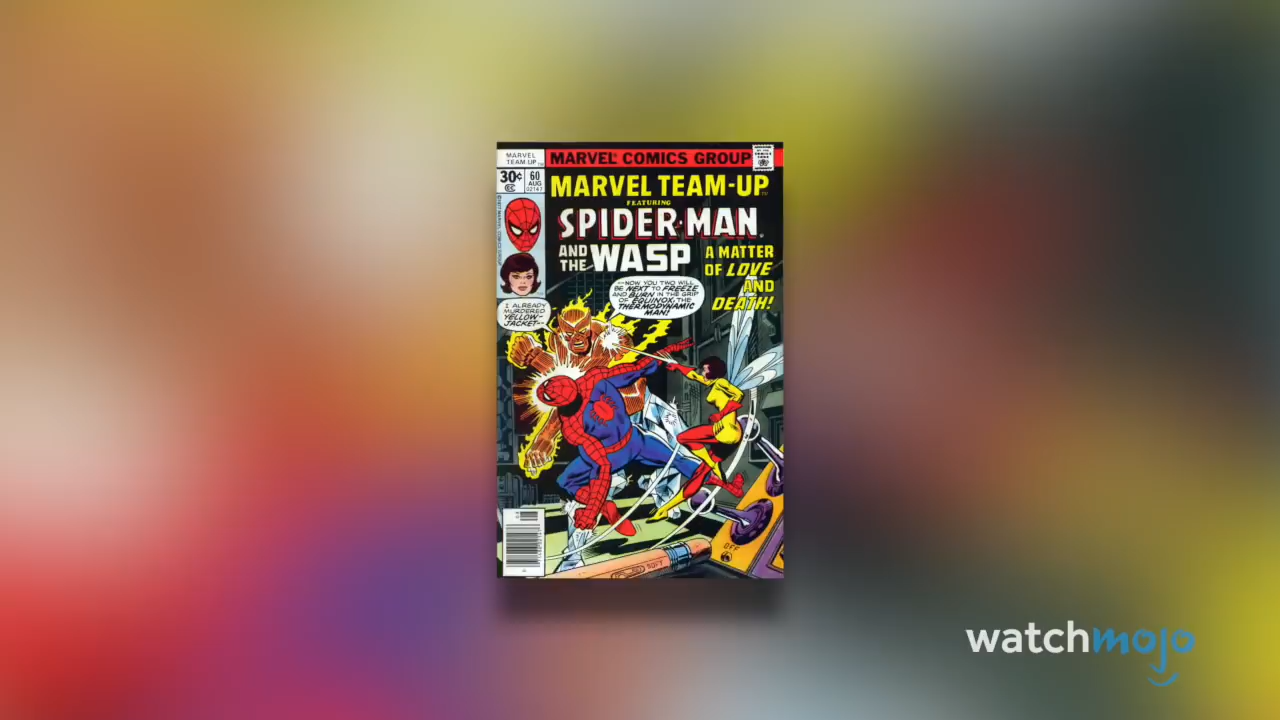 MARVEL
TEAM-UP
MARVEL COMICS GROUP
30¢
60
AUG
02147
MARVEL TEAM-UP
FEATURING
SPIDER-MAN
AND
THE WASP
A MATTER
OF LOVE
AND
DEATH!
I ALREADY
MURDERED
YELLOW-
JACKET--
--NOW YOU TWO WILL
BE NEXT TO FREEZE
AND BURN IN THE GRIP
OF EQUINOX, THE
THERMODYNAMIC
MAN!
OFF
SOFT
watchmojo